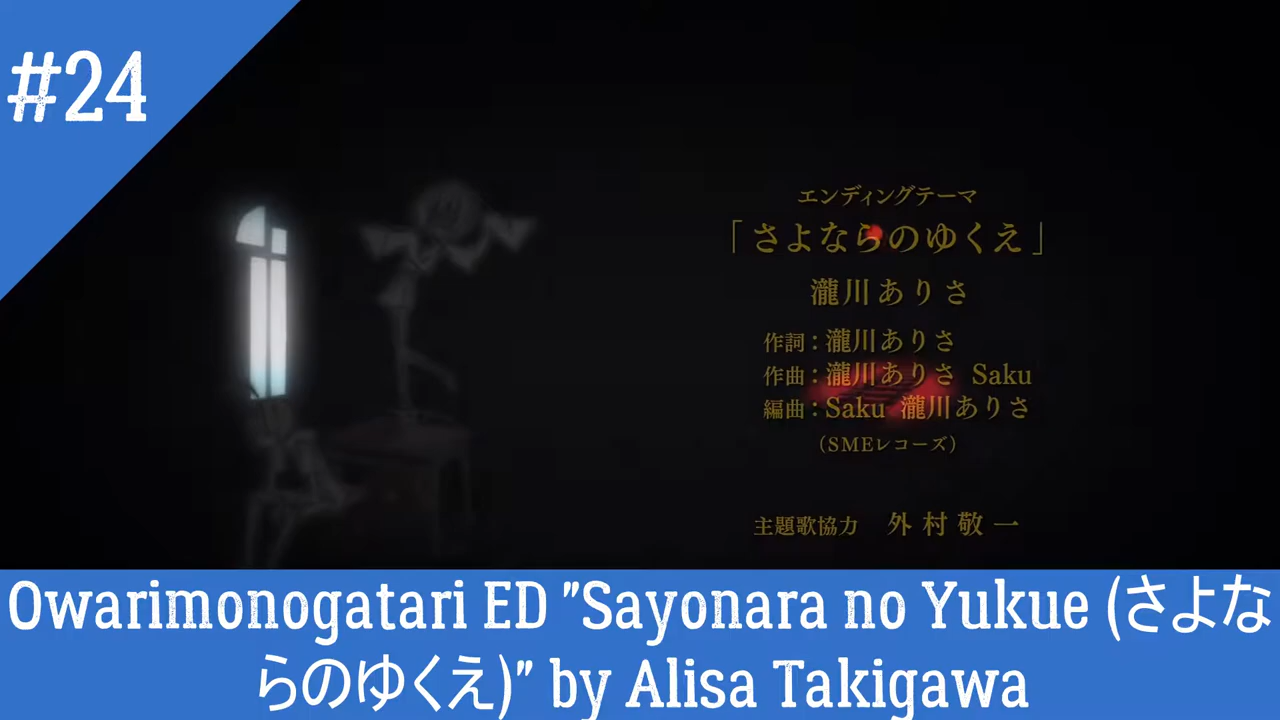 #24
エンディングテーマ
「さよならのゆくえ」
瀧川ありさ
作詞：瀧川ありさ
作曲：瀧川ありさ Saku
編曲：Saku 瀧川ありさ
（SMEレコーズ）
主題歌協力 外村敬一
Owarimonogatari ED "Sayonara no Yukue (さよな
らのゆくえ)" by Alisa Takigawa